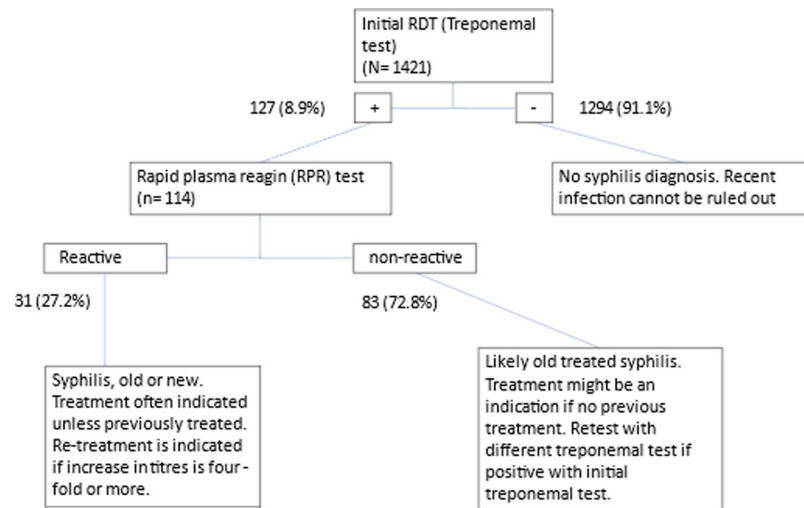 Initial RDT (Treponemal
test)
(N= 1421)
127 (8.9%)
+
-
1294 (91.1%)
Rapid plasma reagin (RPR) test
(n= 114)
No syphilis diagnosis. Recent
infection cannot be ruled out
Reactive
non-reactive
31 (27.2%)
83 (72.8%)
Syphilis, old or new.
Treatment often indicated
unless previously treated.
Re-treatment is indicated
if increase in titres is four-
fold or more.
Likely old treated syphilis.
Treatment might be an
indication if no previous
treatment. Retest with
different treponemal test if
positive with initial
treponemal test.